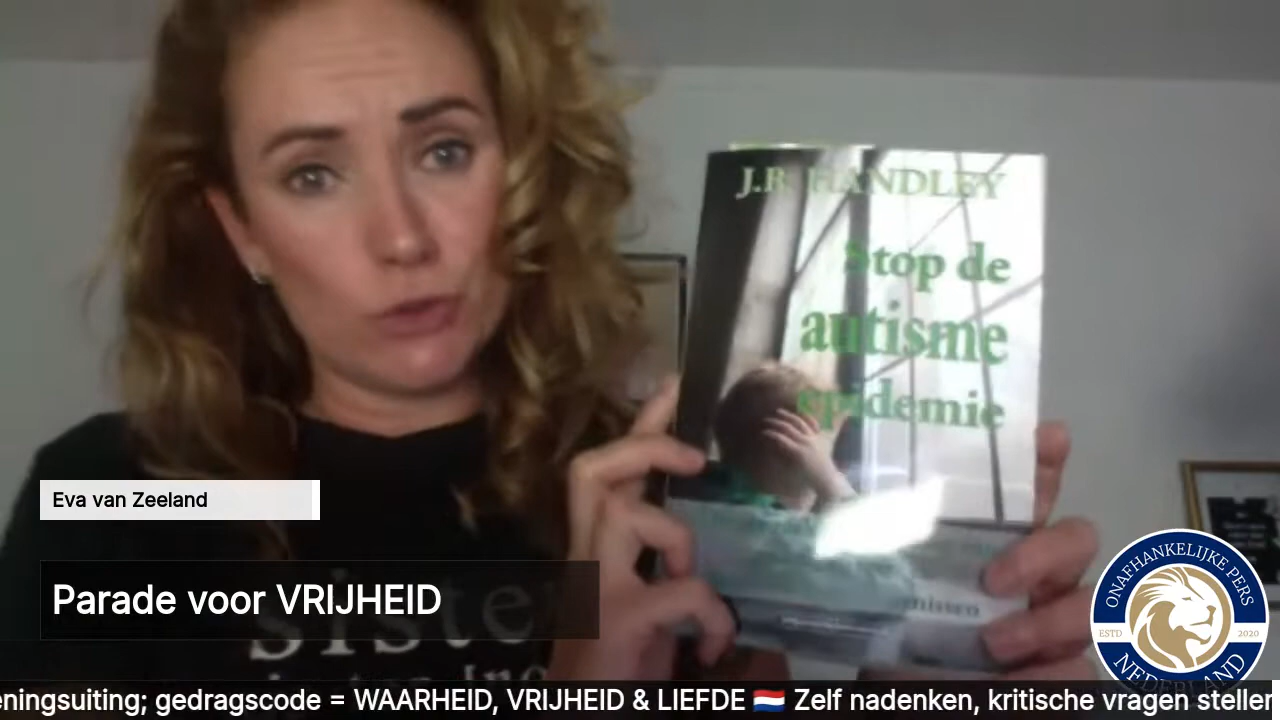 J.B. HANDLEY
Stop de
autisme
epidemie
Eva van Zeeland
Parade voor VRIJHEID
sister
ONAFHANKELIJKE PERS
ESTD 2020
NEDERLAND
eningsuiting; gedragscode = WAARHEID, VRIJHEID & LIEFDE 🇳🇱 Zelf nadenken, kritische vragen steller